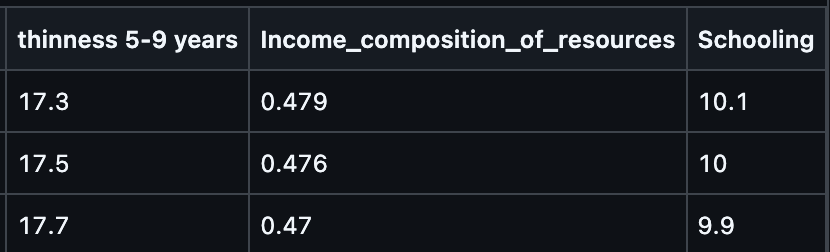 thinness 5-9 years Income_composition_of_resources Schooling
17.3 0.479 10.1
17.5 0.476 10
17.7 0.47 9.9